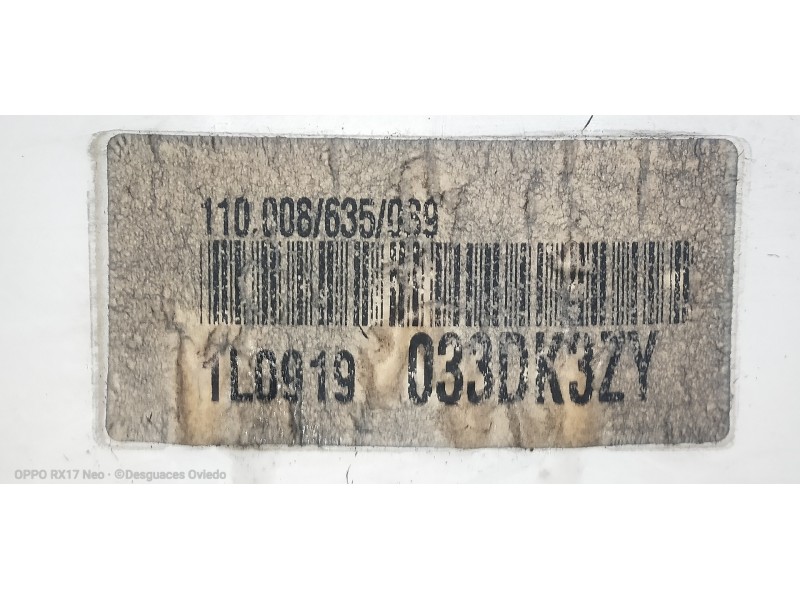 110.008/635/039
1L0919 033DK3ZY
OPPO RX17 Neo · ©Desguaces Oviedo